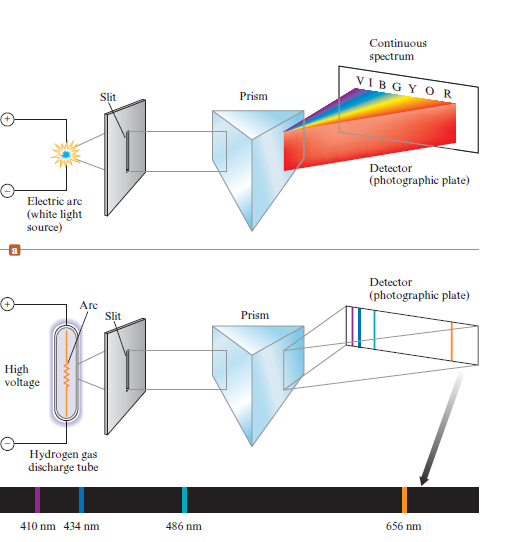 Continuous
spectrum
V I B G Y O R
Slit
Prism
+
−
Electric arc
(white light
source)
Detector
(photographic plate)
a
Detector
(photographic plate)
+
Arc
Slit
Prism
High
voltage
−
Hydrogen gas
discharge tube
410 nm 434 nm 486 nm 656 nm